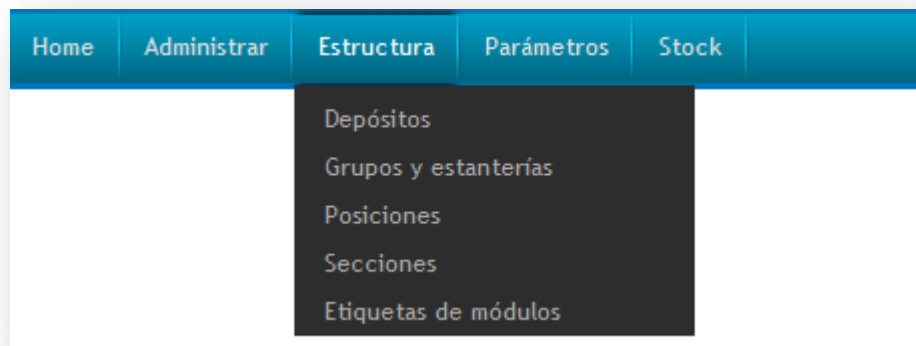 Home Administrar Estructura Parámetros Stock
Depósitos
Grupos y estanterías
Posiciones
Secciones
Etiquetas de módulos